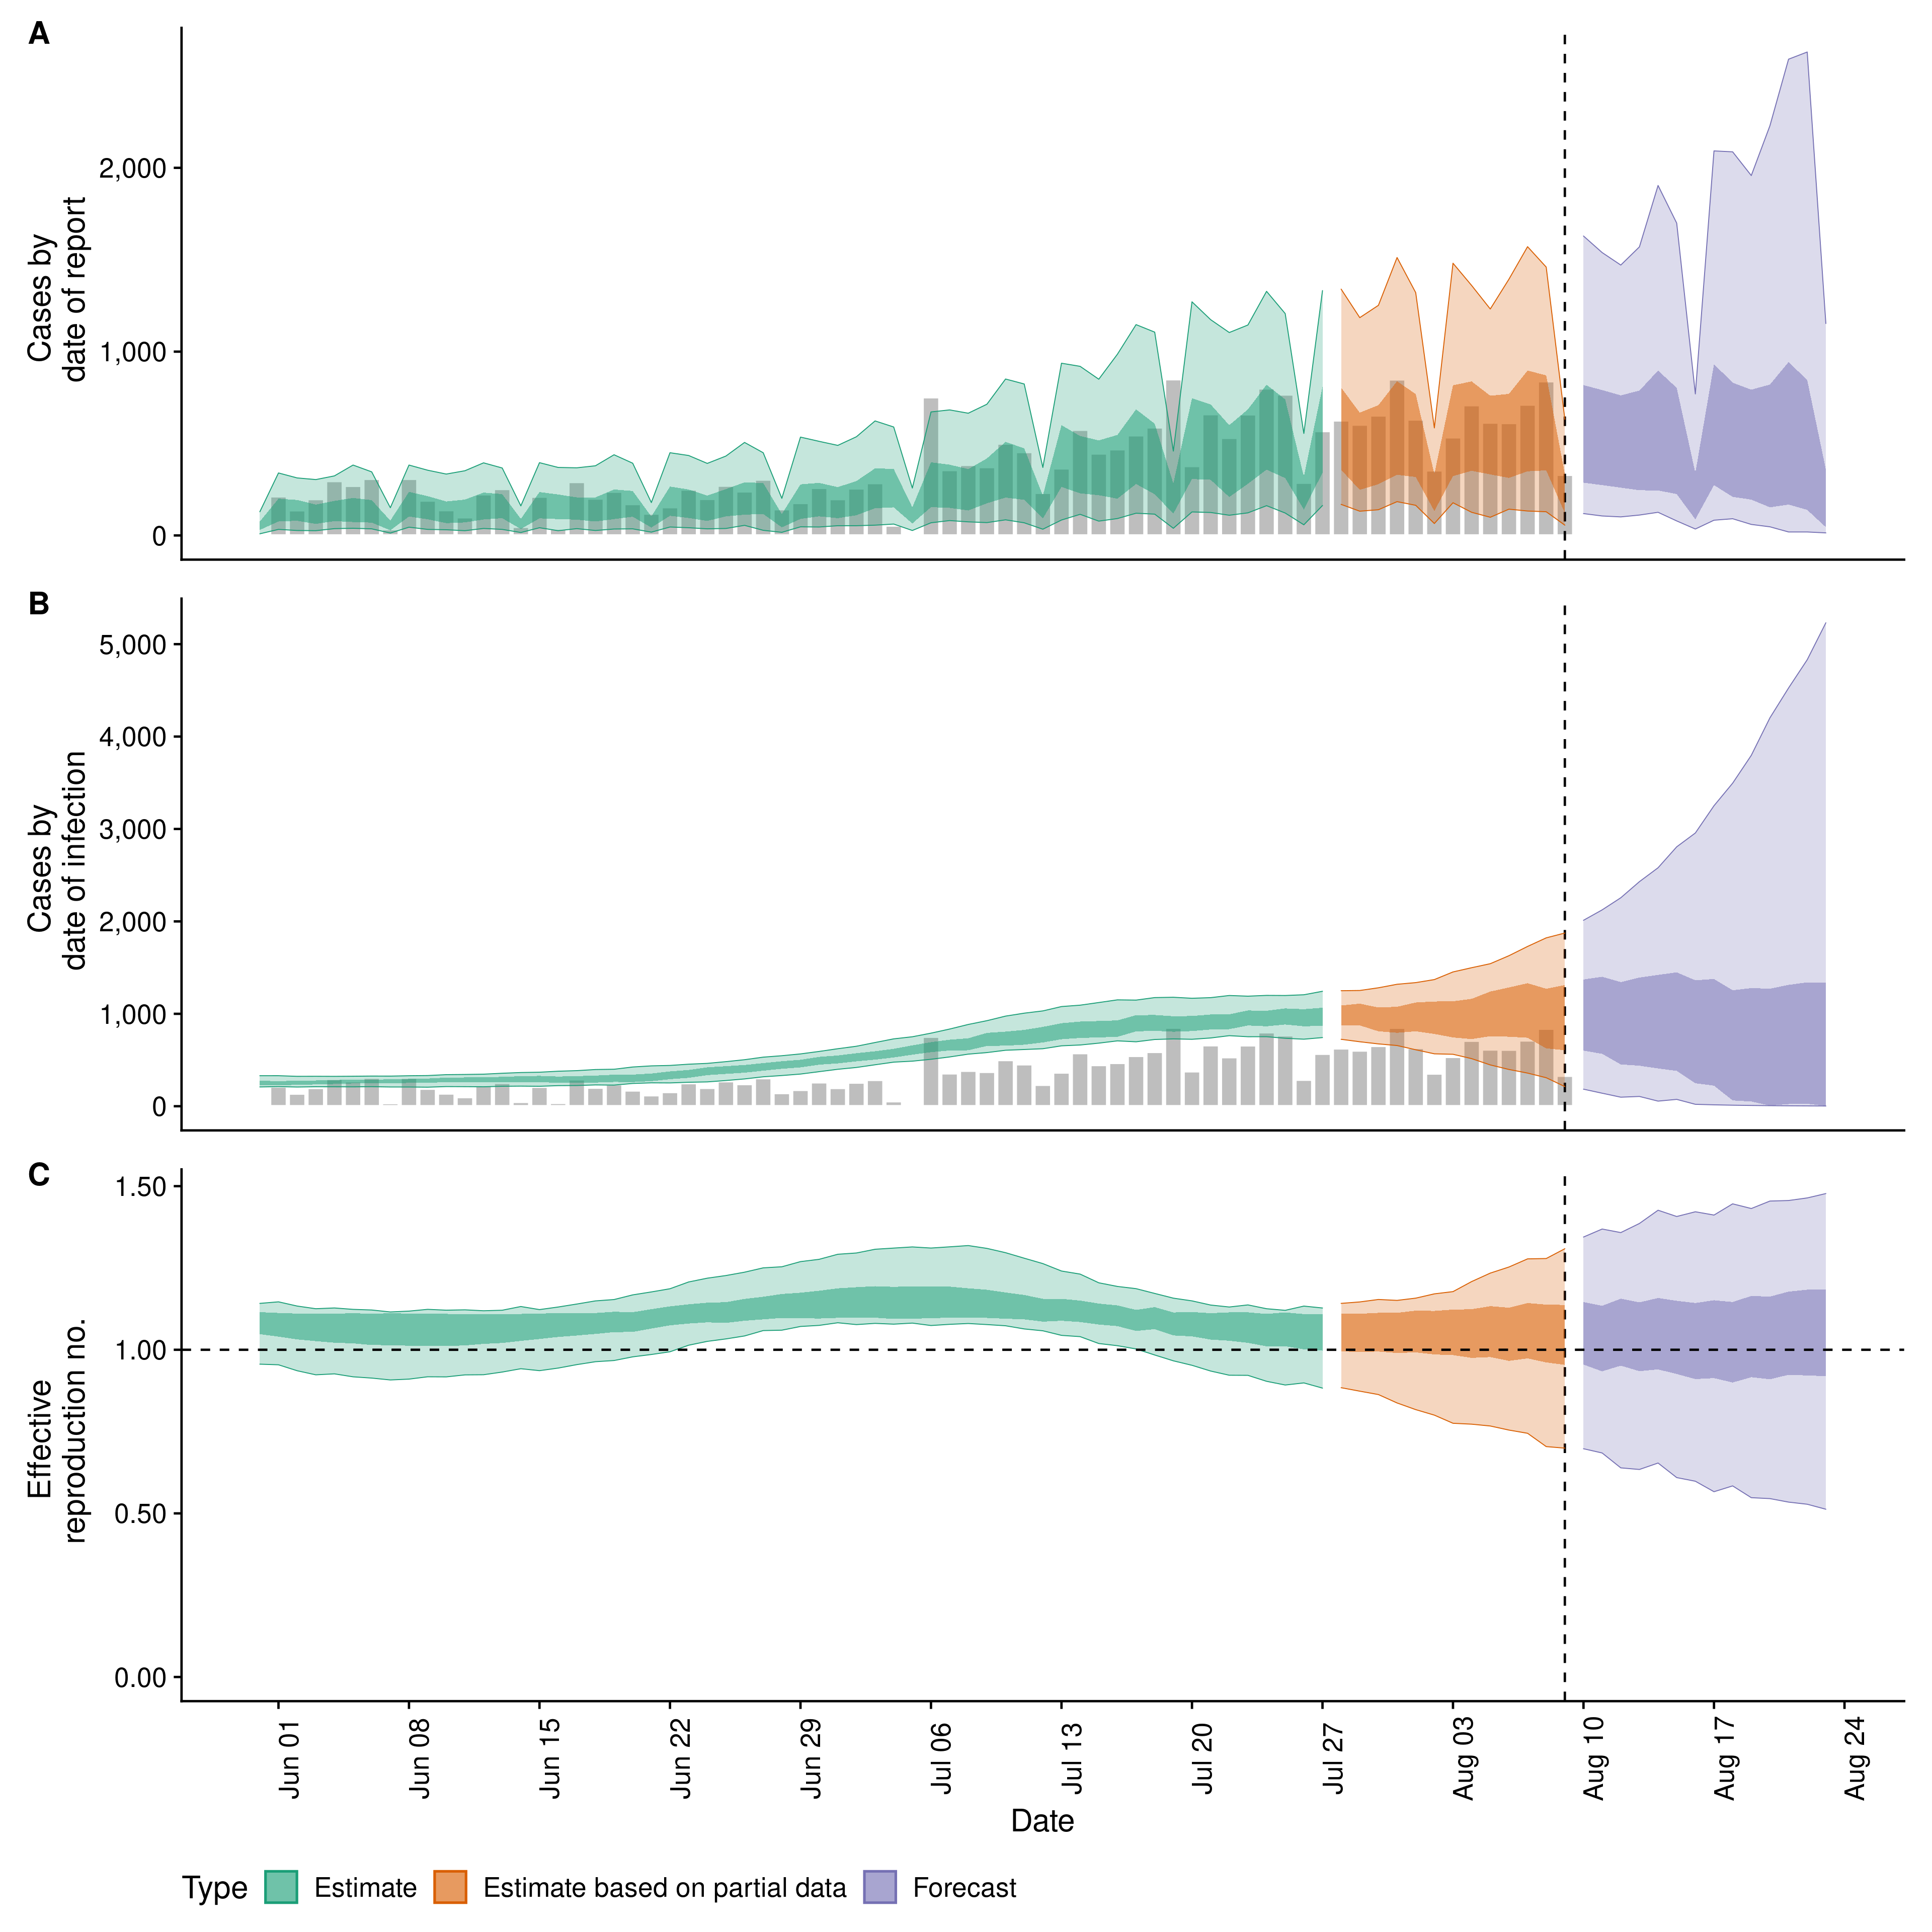 A
Cases by
date of report
2,000
1,000
0
B
Cases by
date of infection
5,000
4,000
3,000
2,000
1,000
0
C
Effective
reproduction no.
1.50
1.00
0.50
0.00
Jun 01
Jun 08
Jun 15
Jun 22
Jun 29
Jul 06
Jul 13
Jul 20
Jul 27
Aug 03
Aug 10
Aug 17
Aug 24
Date
Type Estimate Estimate based on partial data Forecast